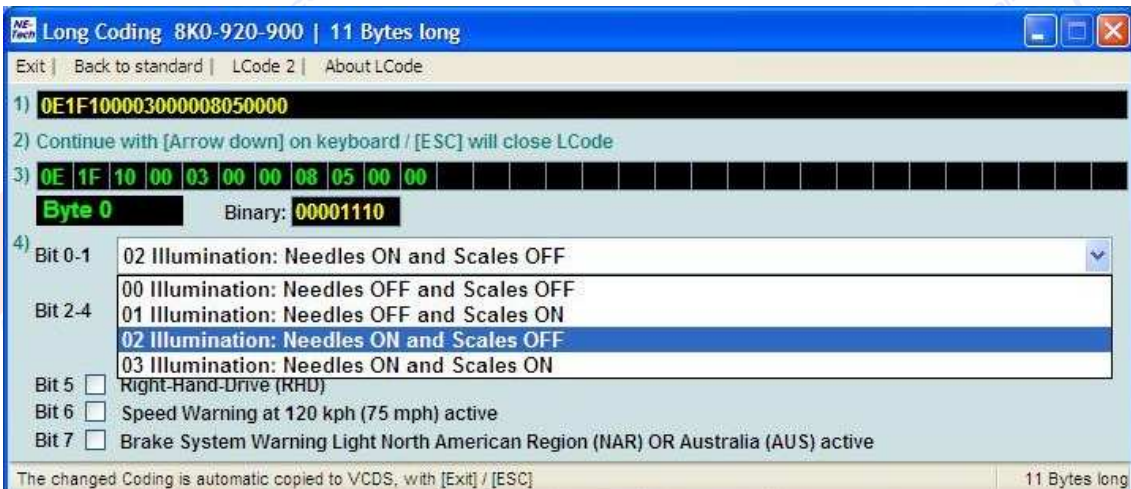 NE-Tech Long Coding 8K0-920-900 | 11 Bytes long
Exit | Back to standard | LCode 2 | About LCode
1) 0E1F100003000008050000
2) Continue with [Arrow down] on keyboard / [ESC] will close LCode
3) 0E 1F 10 00 03 00 00 08 05 00 00
Byte 0 Binary: 00001110
4) Bit 0-1 02 Illumination: Needles ON and Scales OFF
00 Illumination: Needles OFF and Scales OFF
Bit 2-4 01 Illumination: Needles OFF and Scales ON
02 Illumination: Needles ON and Scales OFF
03 Illumination: Needles ON and Scales ON
Bit 5 Right-Hand-Drive (RHD)
Bit 6 Speed Warning at 120 kph (75 mph) active
Bit 7 Brake System Warning Light North American Region (NAR) OR Australia (AUS) active
The changed Coding is automatic copied to VCDS, with [Exit] / [ESC] 11 Bytes long